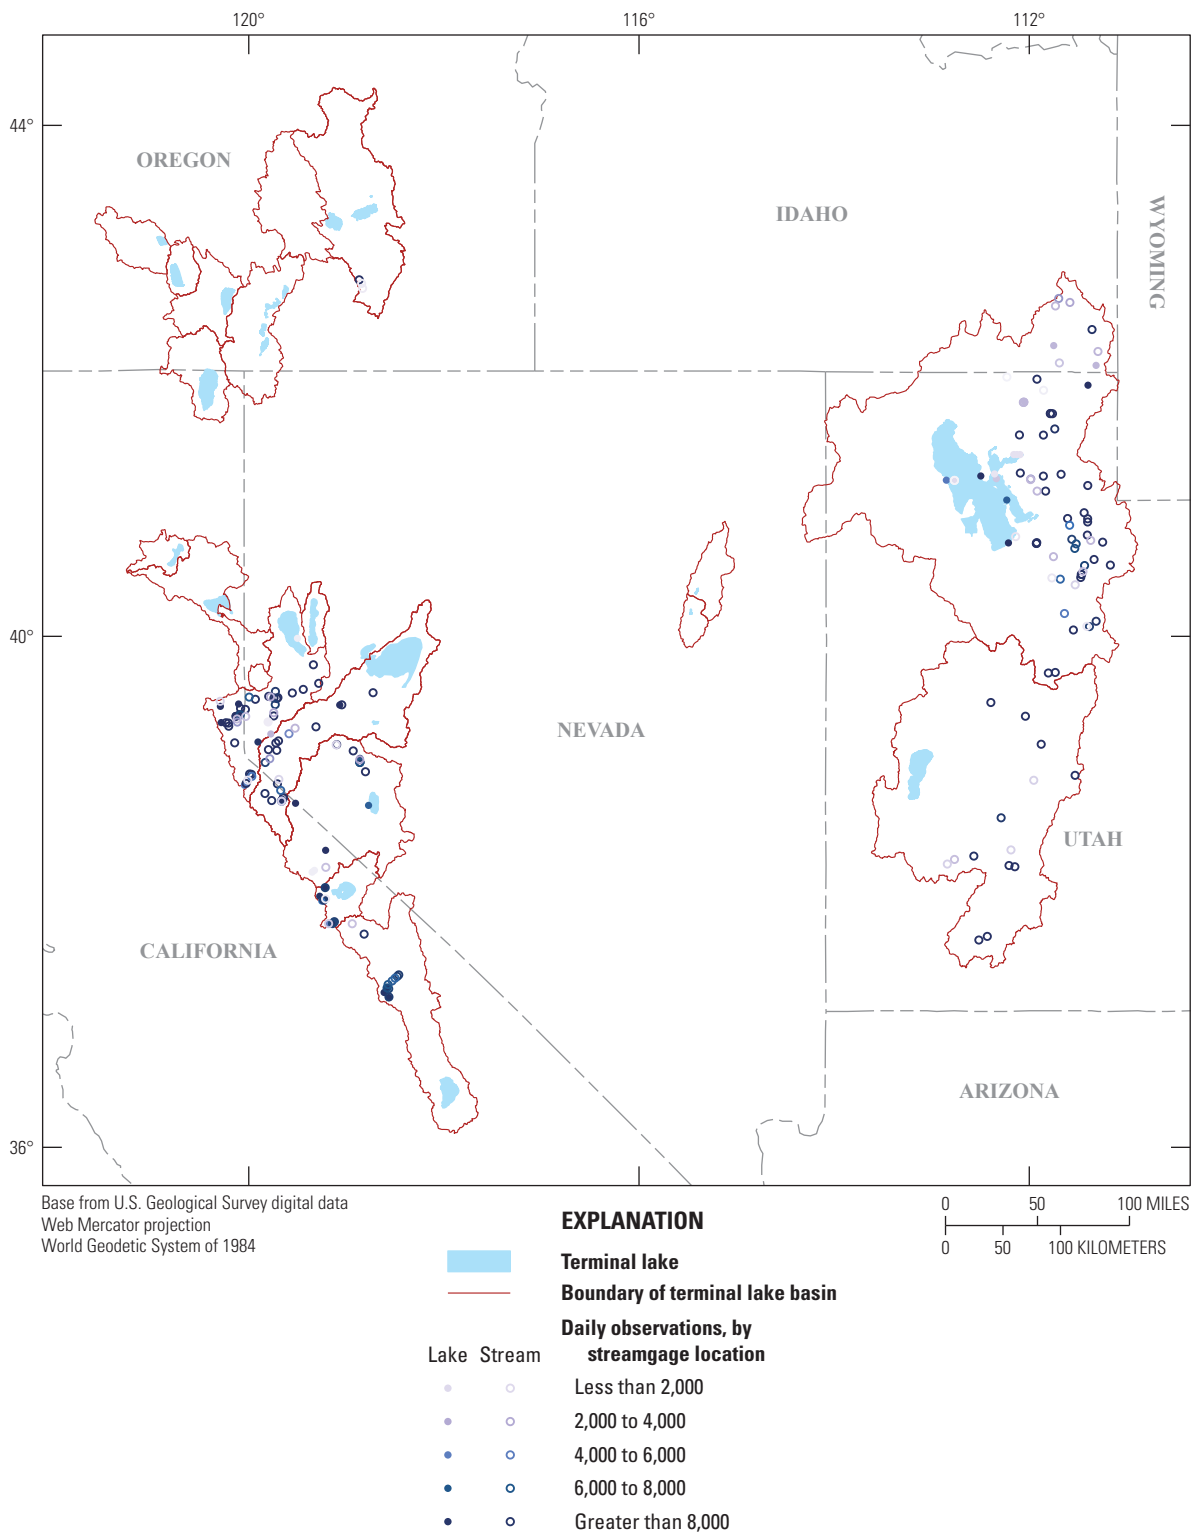 120°
116°
112°
44°
OREGON
IDAHO
WYOMING
40°
NEVADA
UTAH
CALIFORNIA
ARIZONA
36°
Base from U.S. Geological Survey digital data
Web Mercator projection
World Geodetic System of 1984
0 50 100 MILES
0 50 100 KILOMETERS
EXPLANATION
Terminal lake
Boundary of terminal lake basin
Daily observations, by
streamgage location
Lake Stream
Less than 2,000
2,000 to 4,000
4,000 to 6,000
6,000 to 8,000
Greater than 8,000